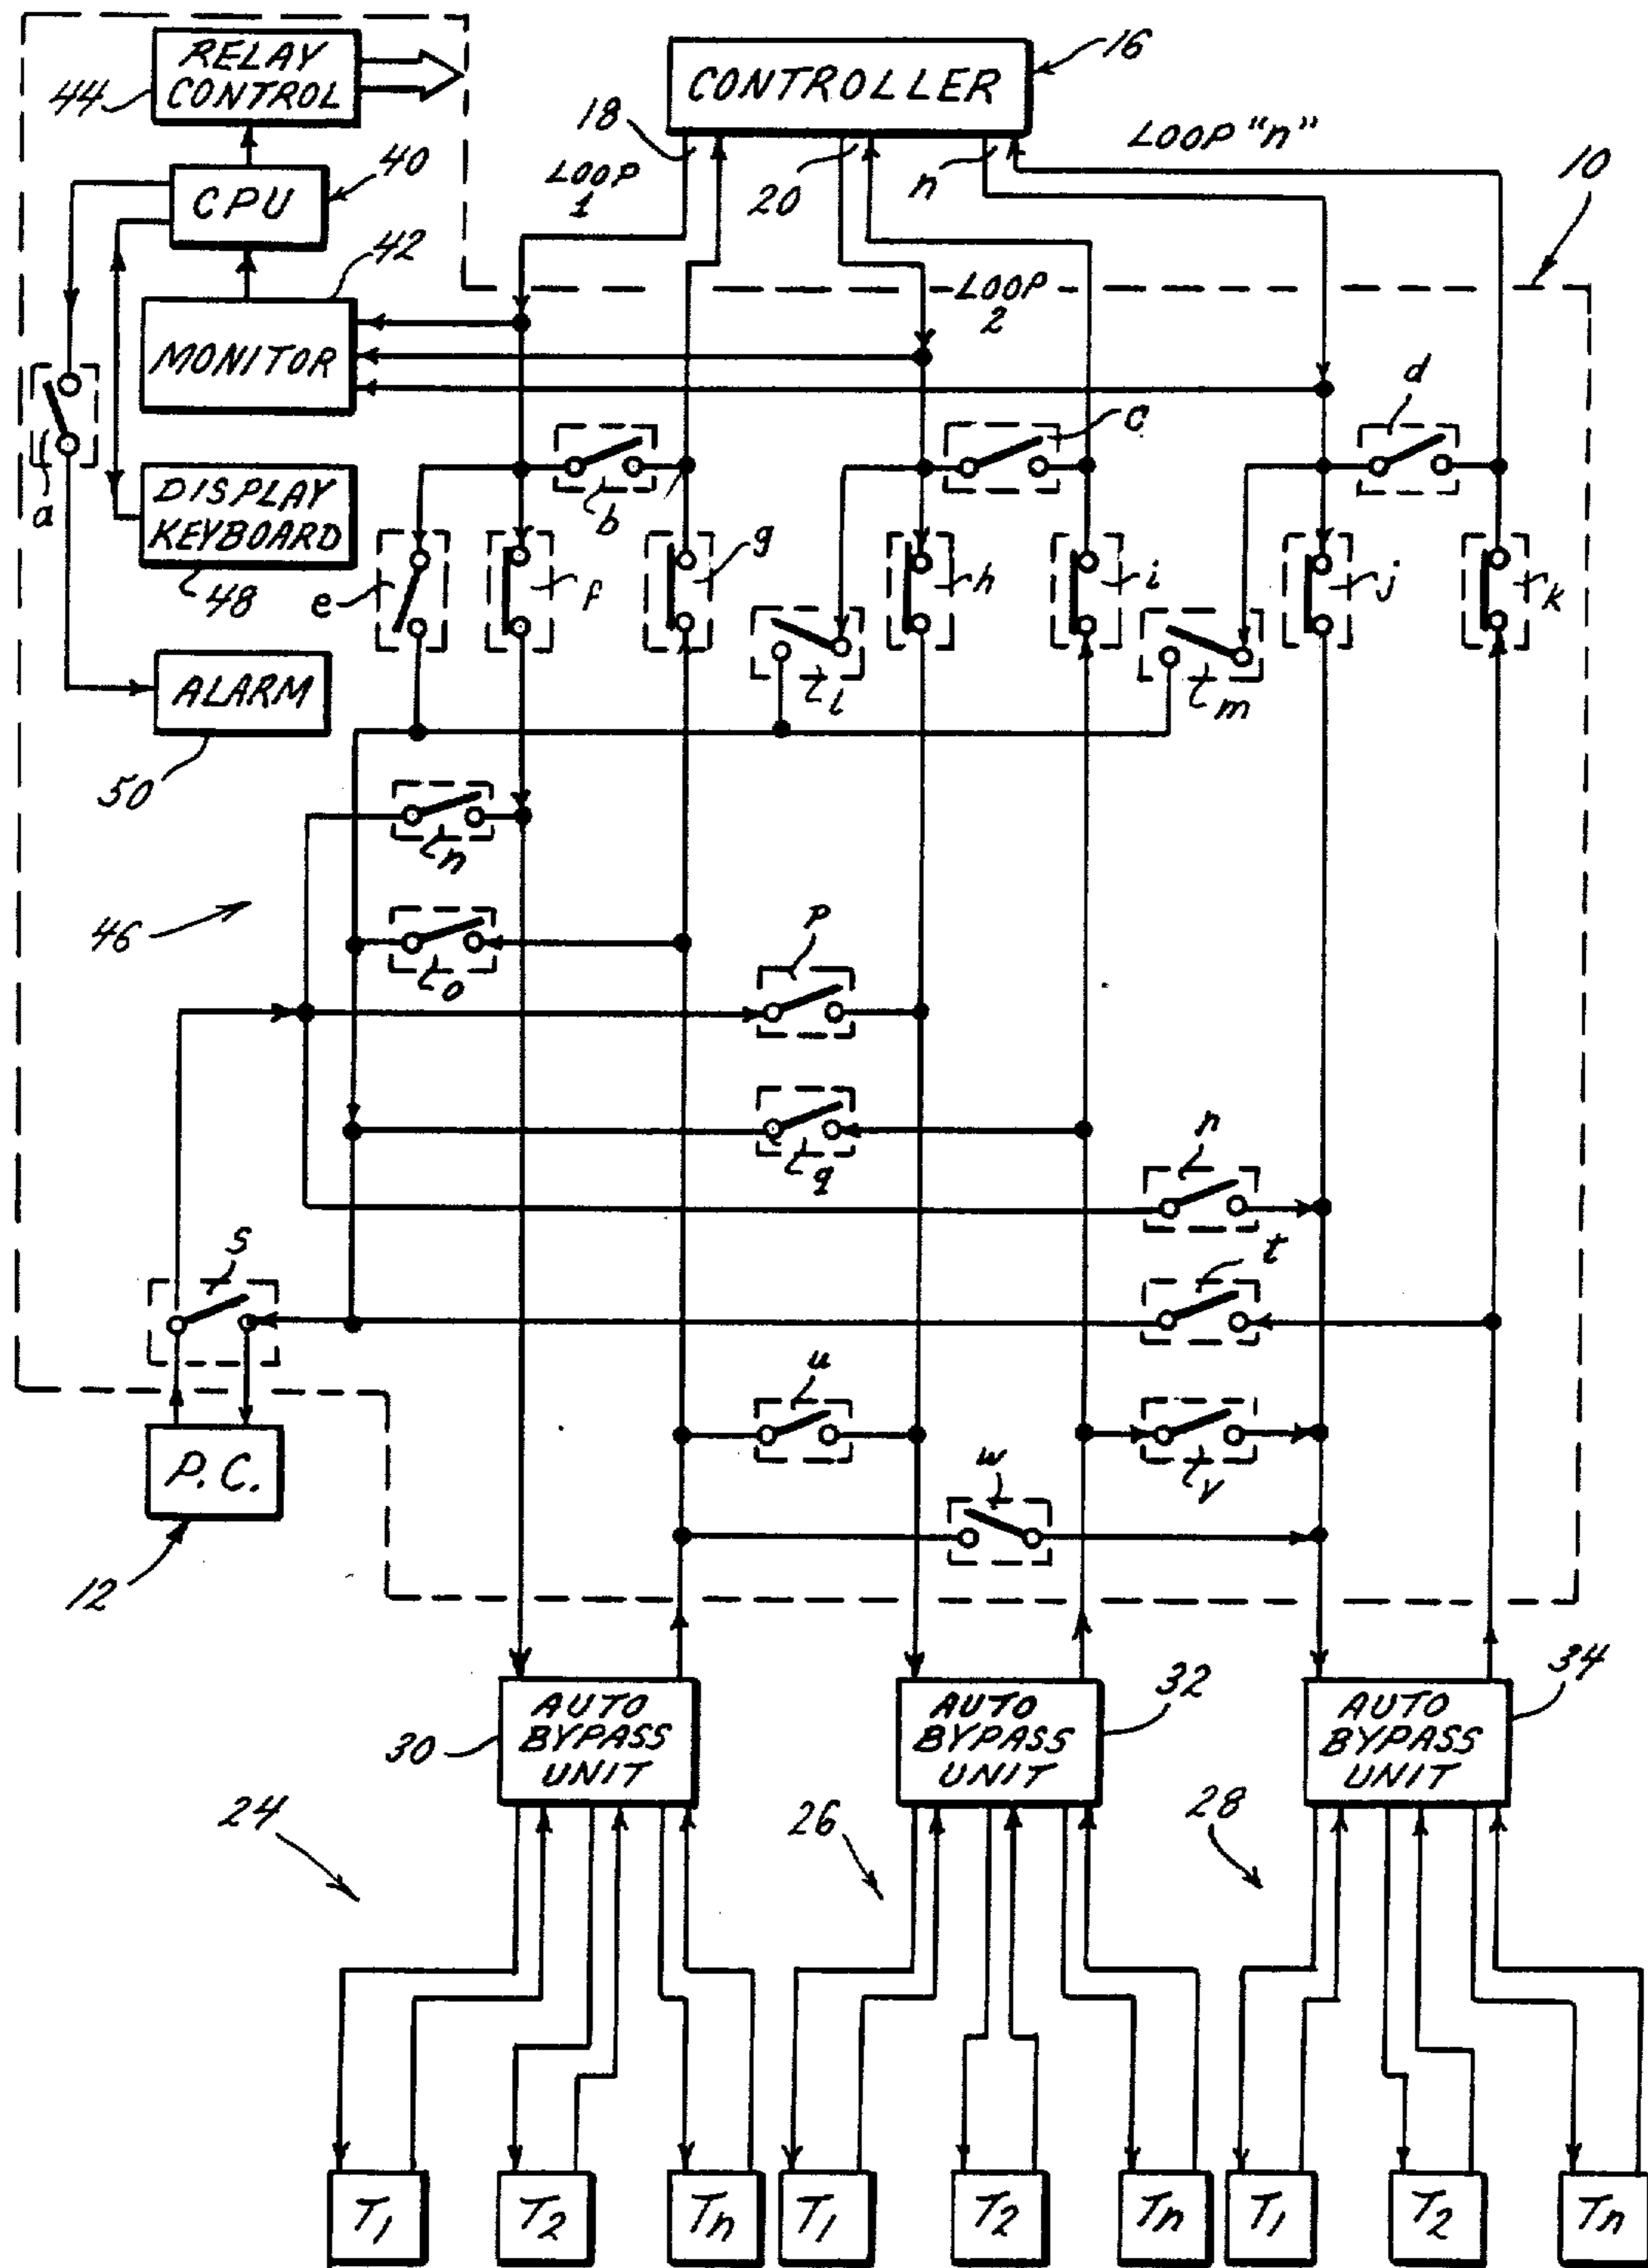 RELAY
CONTROL
44
CONTROLLER
16
18
20
n
LOOP "n"
10
LOOP
1
CPU
40
42
MONITOR
LOOP
2
a
b
c
d
DISPLAY
KEYBOARD
48
e
f
g
h
i
j
k
l
m
ALARM
50
n
46
o
p
q
r
s
t
u
v
w
P.C.
12
AUTO
BYPASS
UNIT
30
AUTO
BYPASS
UNIT
32
AUTO
BYPASS
UNIT
34
24
26
28
T1
T2
Tn
T1
T2
Tn
T1
T2
Tn